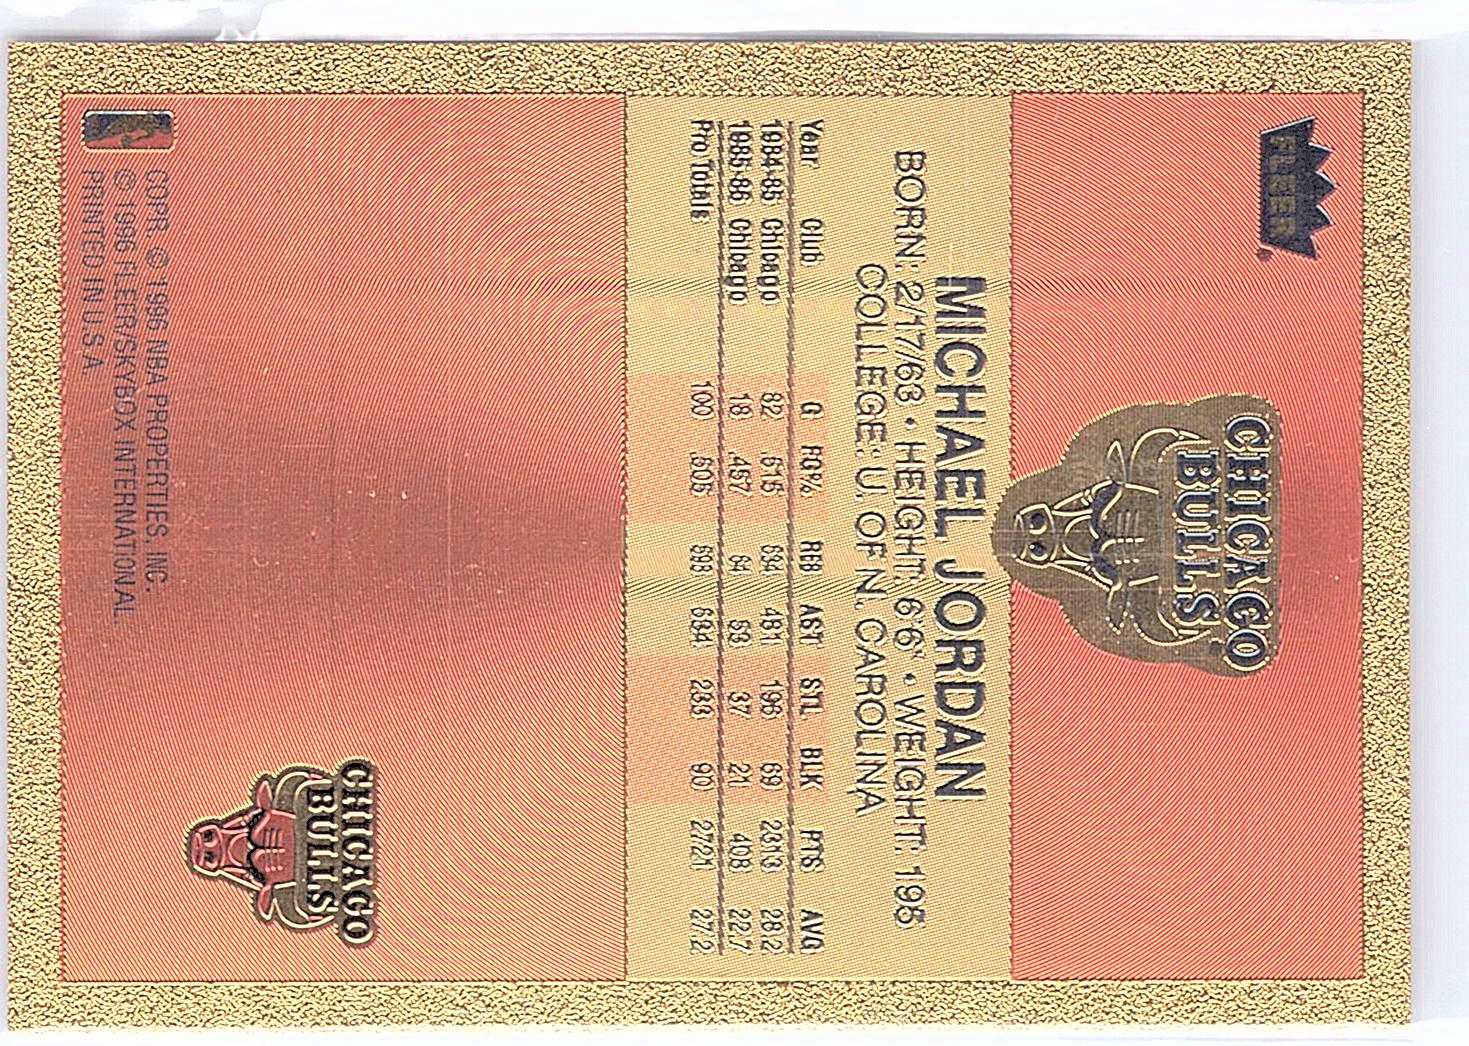 FLEER
CHICAGO
BULLS
MICHAEL JORDAN
BORN: 2/17/63 • HEIGHT: 6'6" • WEIGHT: 195
COLLEGE: U. OF N. CAROLINA
Year Club G FG% RB AST STL BLK PTS AVG
1984-85 Chicago 82 .515 534 481 196 69 2313 28.2
1985-86 Chicago 18 .457 64 53 37 21 408 22.7
Pro Totals 100 .505 598 534 233 90 2721 27.2
CHICAGO
BULLS
COPR. © 1996 NBA PROPERTIES, INC.
© 1996 FLEER/SKYBOX INTERNATIONAL
PRINTED IN U.S.A